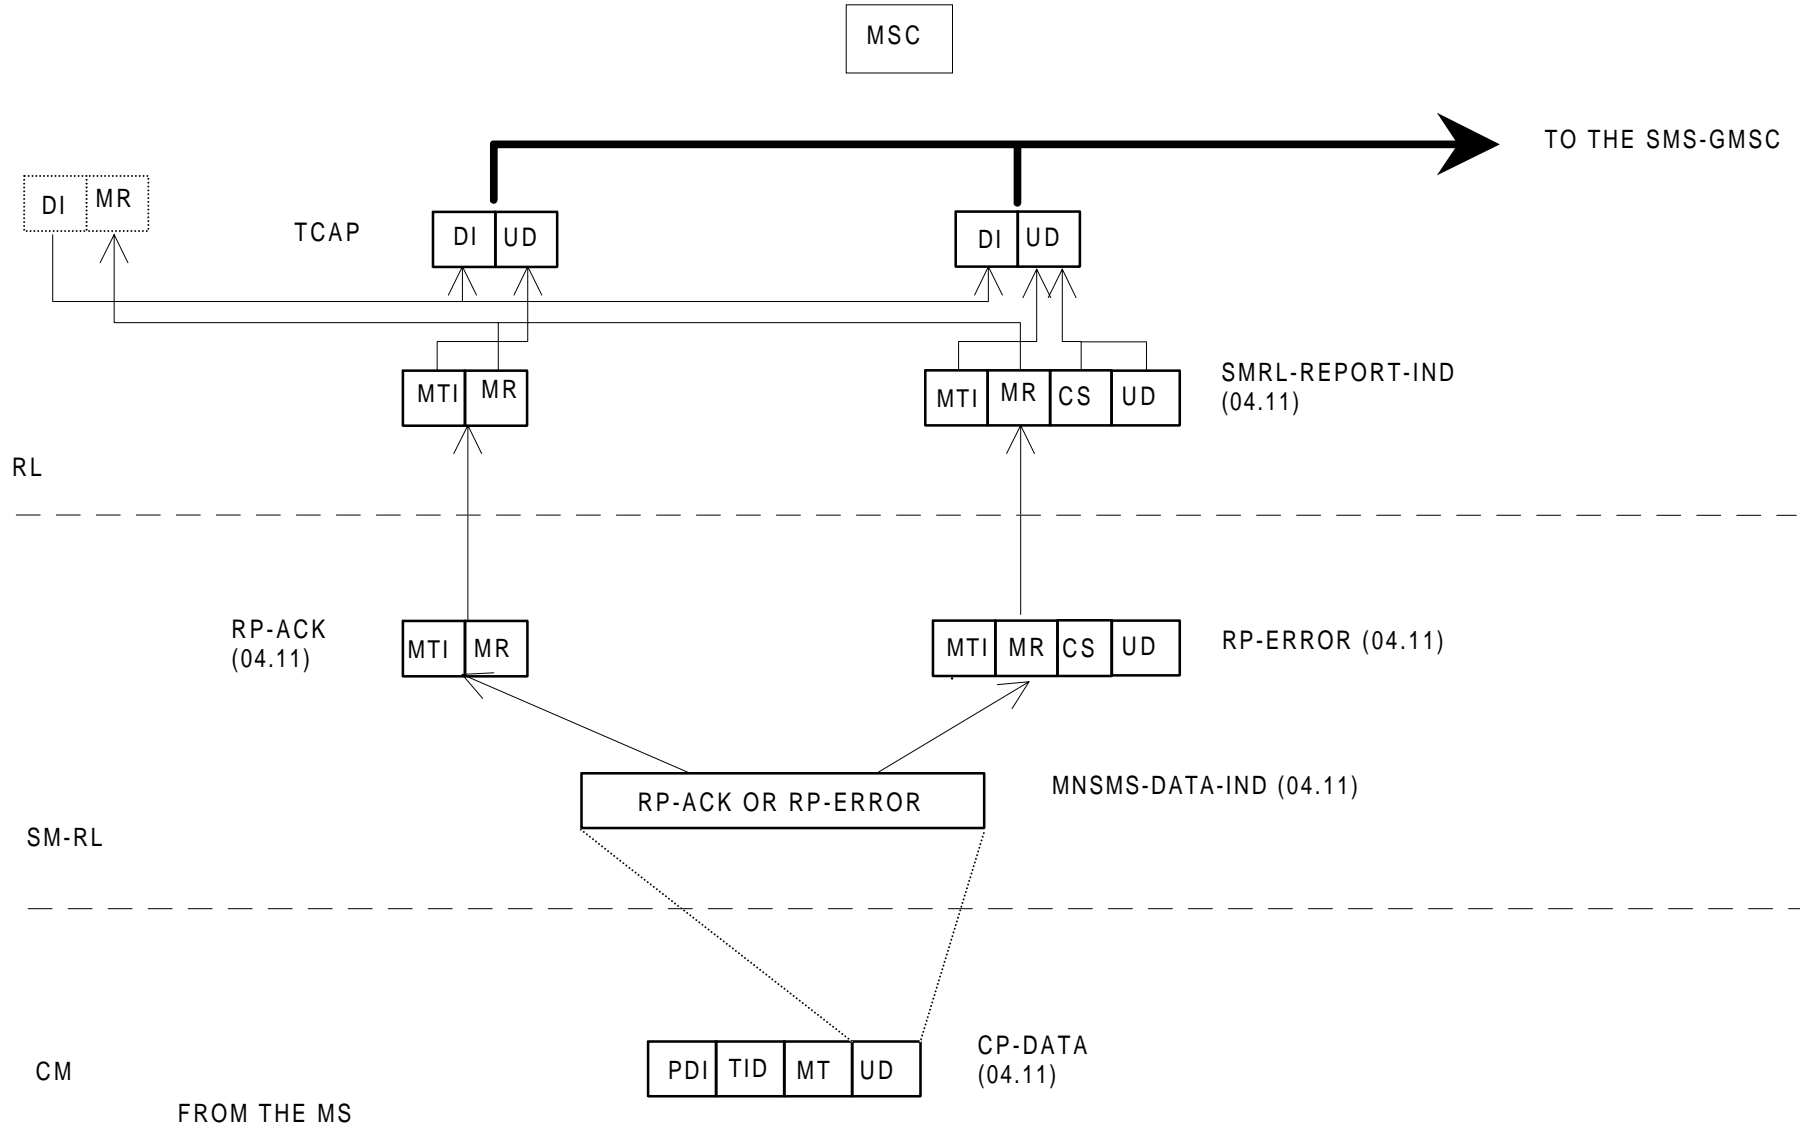 MSC
TO THE SMS-GMSC
DI MR
TCAP
DI UD
DI UD
MTI MR
MTI MR CS UD
SMRL-REPORT-IND
(04.11)
RL
RP-ACK
(04.11)
MTI MR
MTI MR CS UD
RP-ERROR (04.11)
RP-ACK OR RP-ERROR
MNSMS-DATA-IND (04.11)
SM-RL
PDI TID MT UD
CP-DATA
(04.11)
CM
FROM THE MS